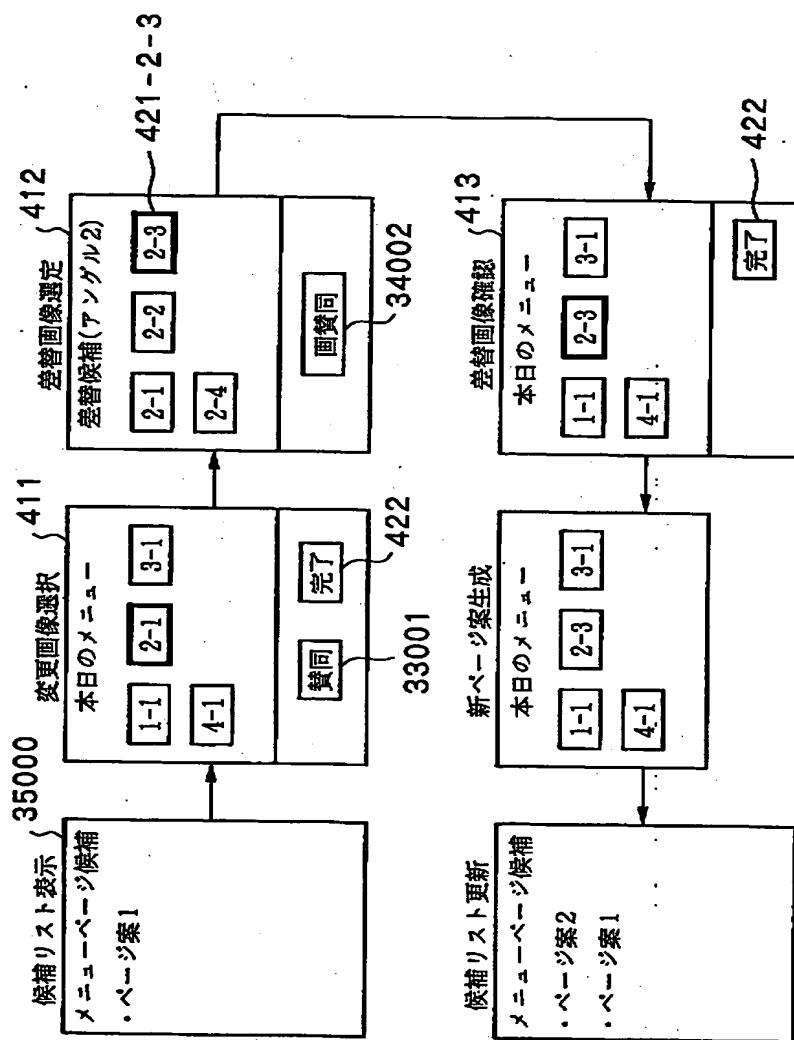 候補リスト表示
35000
メニューページ候補
・ページ案1
変更画像選択
411
本日のメニュー
1-1 2-1 3-1
4-1
賛同 完了
33001
422
差替画像選定
412
差替候補(アングル2)
2-1 2-2 2-3
2-4
421-2-3
画賛同
34002
差替画像確認
413
本日のメニュー
1-1 2-3 3-1
4-1
完了
422
新ページ案生成
本日のメニュー
1-1 2-3 3-1
4-1
候補リスト更新
メニューページ候補
・ページ案2
・ページ案1